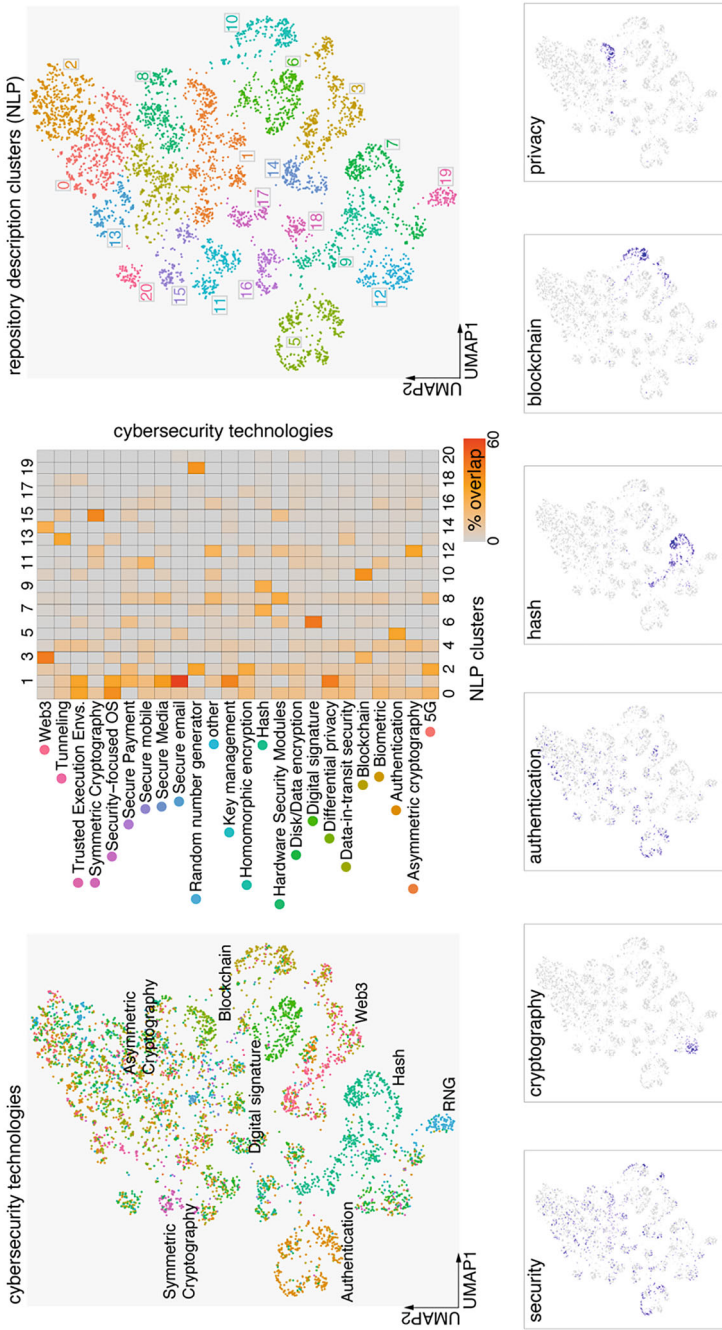 cybersecurity technologies
Asymmetric
Cryptography
Symmetric
Cryptography
Blockchain
Digital signature
Web3
Hash
Authentication
RNG
UMAP2
UMAP1
Web3
Tunneling
Trusted Execution Envs.
Symmetric Cryptography
Security-focused OS
Secure Payment
Secure mobile
Secure Media
Secure email
Random number generator
other
Key management
Homomorphic encryption
Hash
Hardware Security Modules
Disk/Data encryption
Digital signature
Differential privacy
Data-in-transit security
Blockchain
Biometric
Authentication
Asymmetric cryptography
5G
1 3 5 7 9 11 13 15 17 19
0 2 4 6 8 10 12 14 16 18 20
NLP clusters
cybersecurity technologies
% overlap
0 60
repository description clusters (NLP)
0
2
8
10
13
4
6
20
1
3
15
14
11
17
7
16
18
9
5
12
19
UMAP2
UMAP1
security
cryptography
authentication
hash
blockchain
privacy